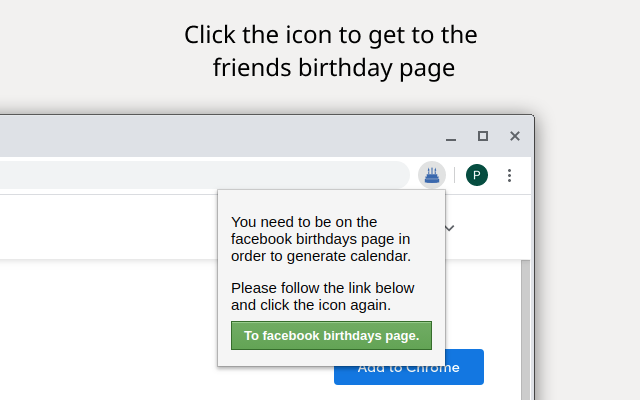 Click the icon to get to the
friends birthday page
P
You need to be on the
facebook birthdays page in
order to generate calendar.
Please follow the link below
and click the icon again.
To facebook birthdays page.
Add to Chrome